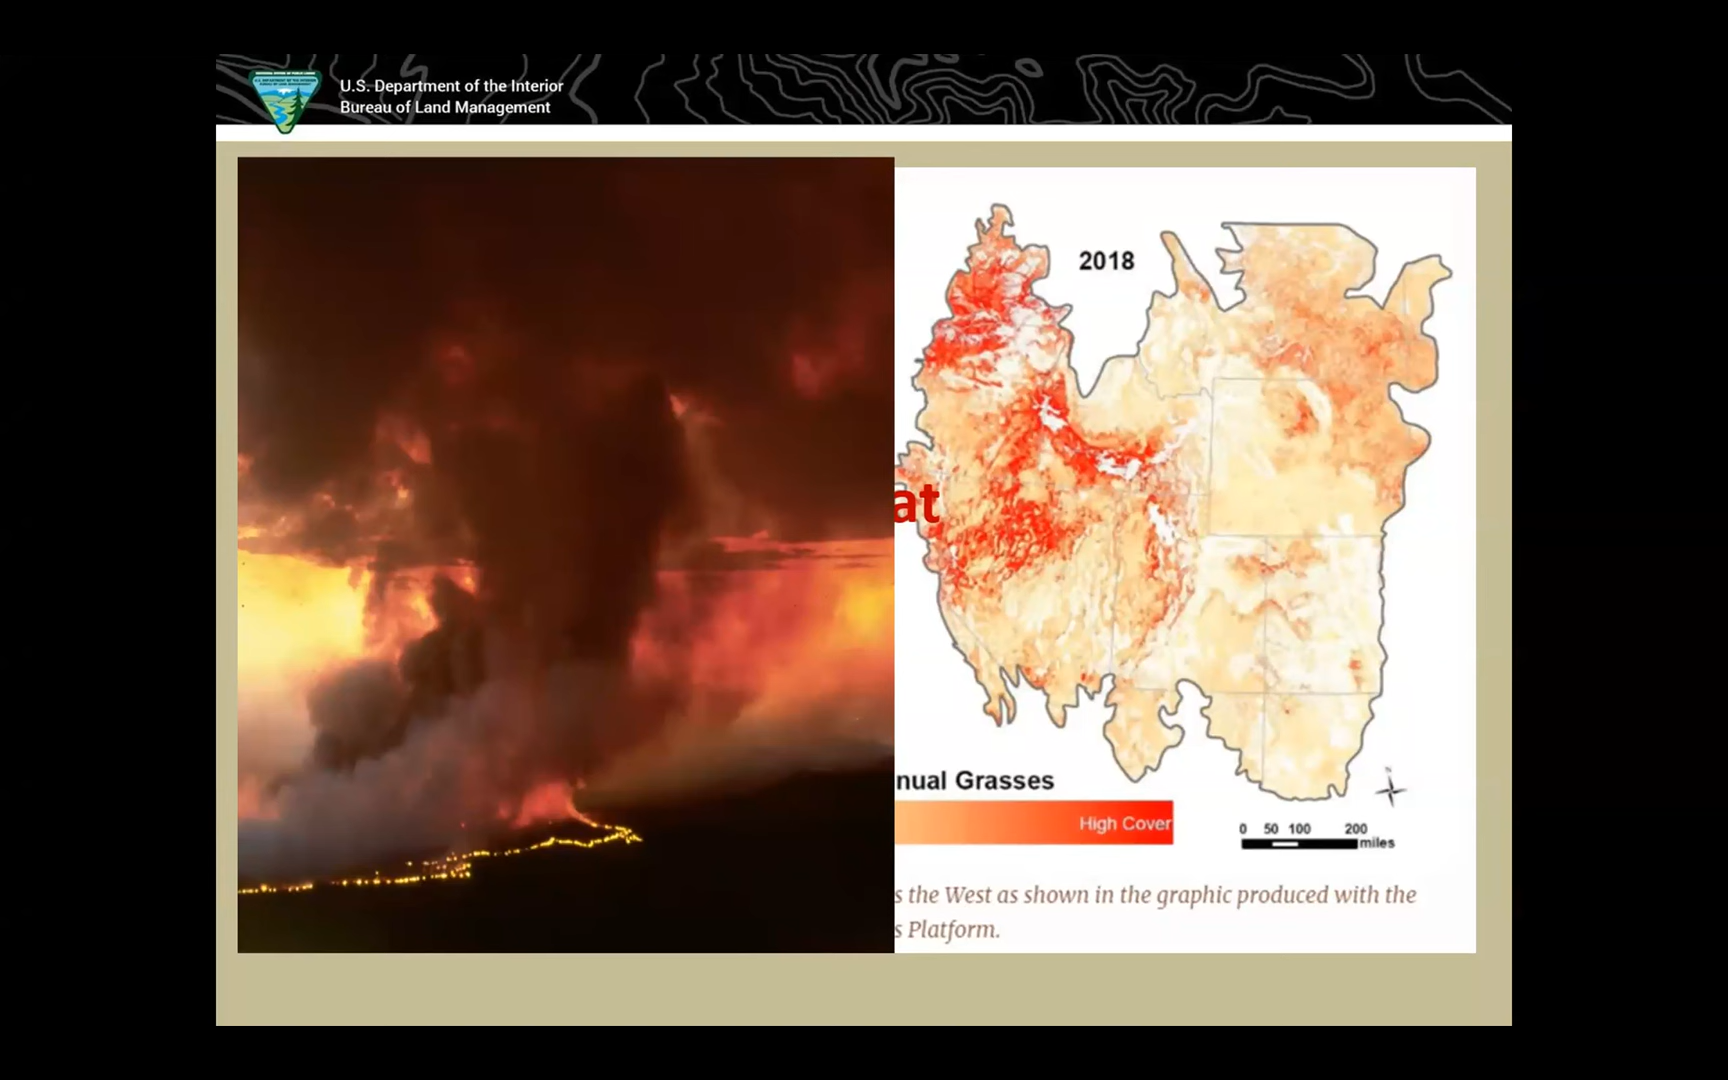 U.S. Department of the Interior
Bureau of Land Management
2018
at
nual Grasses
High Cover
0 50 100 200
miles
s the West as shown in the graphic produced with the
s Platform.